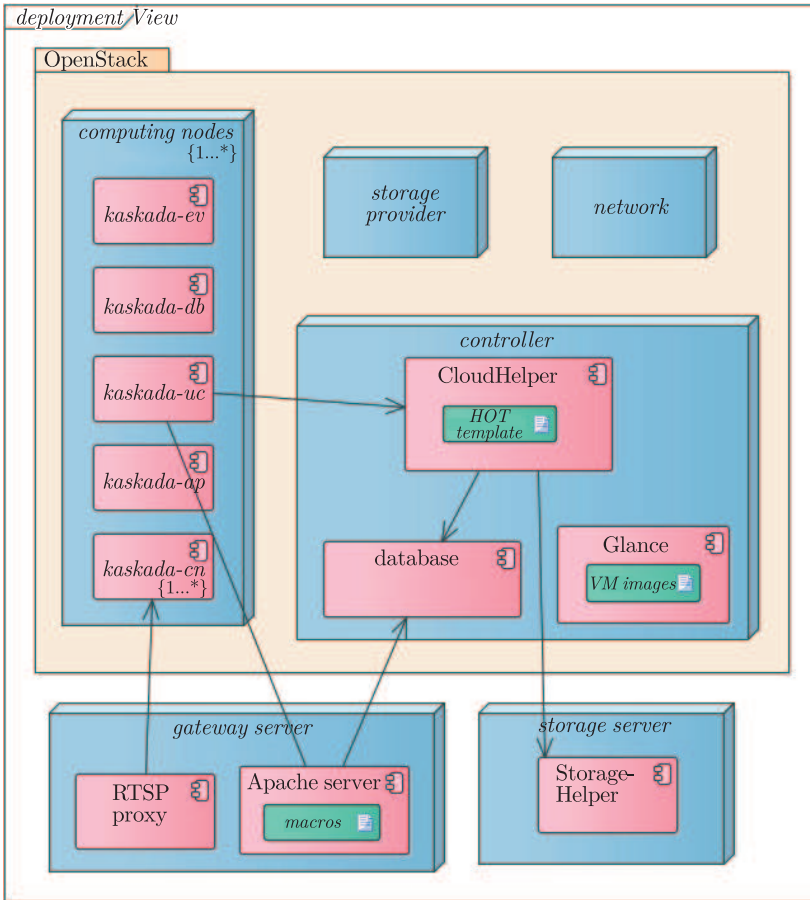 deployment View
OpenStack
computing nodes
{1...*}
kaskada-ev
kaskada-db
kaskada-uc
kaskada-ap
kaskada-cn
{1...*}
storage
provider
network
controller
CloudHelper
HOT
template
database
Glance
VM images
gateway server
RTSP
proxy
Apache server
macros
storage server
Storage-
Helper